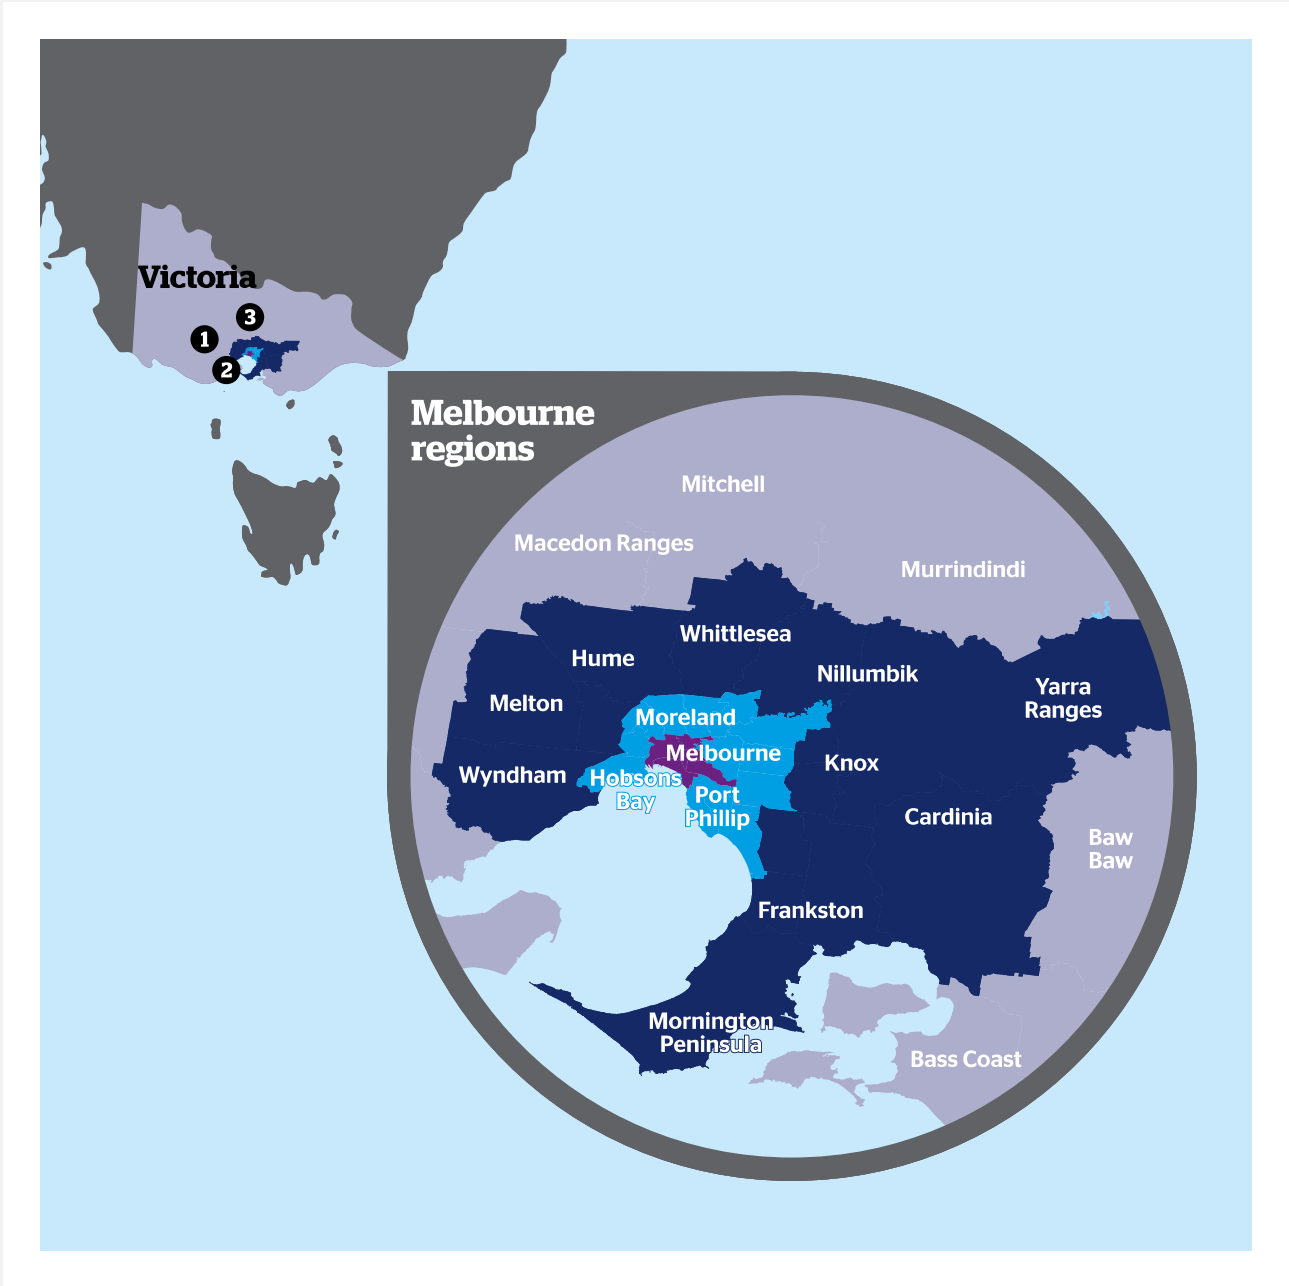 Victoria
3
1
2
Melbourne
regions
Mitchell
Macedon Ranges
Murrindindi
Whittlesea
Hume
Nillumbik
Yarra
Ranges
Melton
Moreland
Melbourne
Knox
Wyndham
Hobsons
Bay
Port
Phillip
Cardinia
Baw
Baw
Frankston
Mornington
Peninsula
Bass Coast